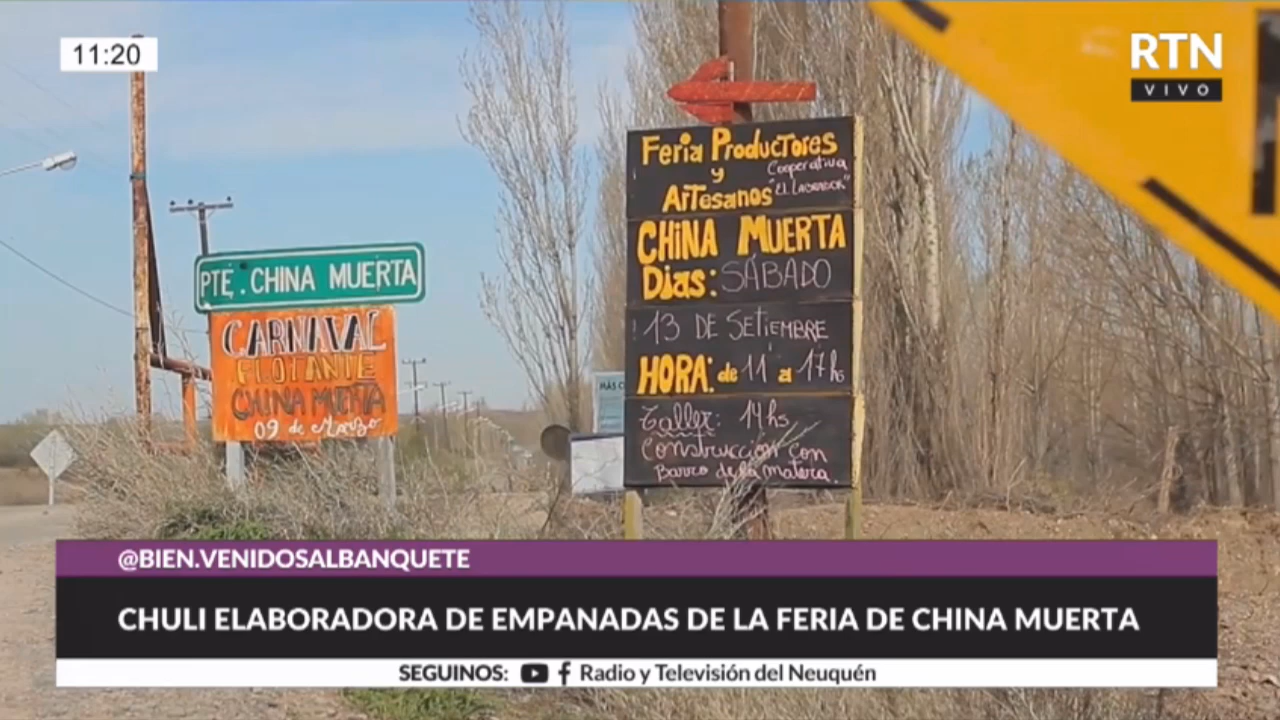 11:20
RTN
VIVO
Feria Productores
y
Cooperativa
Artesanos "El Labrador"
CHINA MUERTA
Dias: SÁBADO
13 DE SETIEMBRE
HORA: de 11 a 17hs
Taller: 14hs
Construcción con
Barro de la matera.
PTE. CHINA MUERTA
CARNAVAL
FLOTANTE
CHINA MUERTA
09 de Marzo
MÁS
@BIEN.VENIDOSALBANQUETE
CHULI ELABORADORA DE EMPANADAS DE LA FERIA DE CHINA MUERTA
SEGUINOS: Radio y Televisión del Neuquén